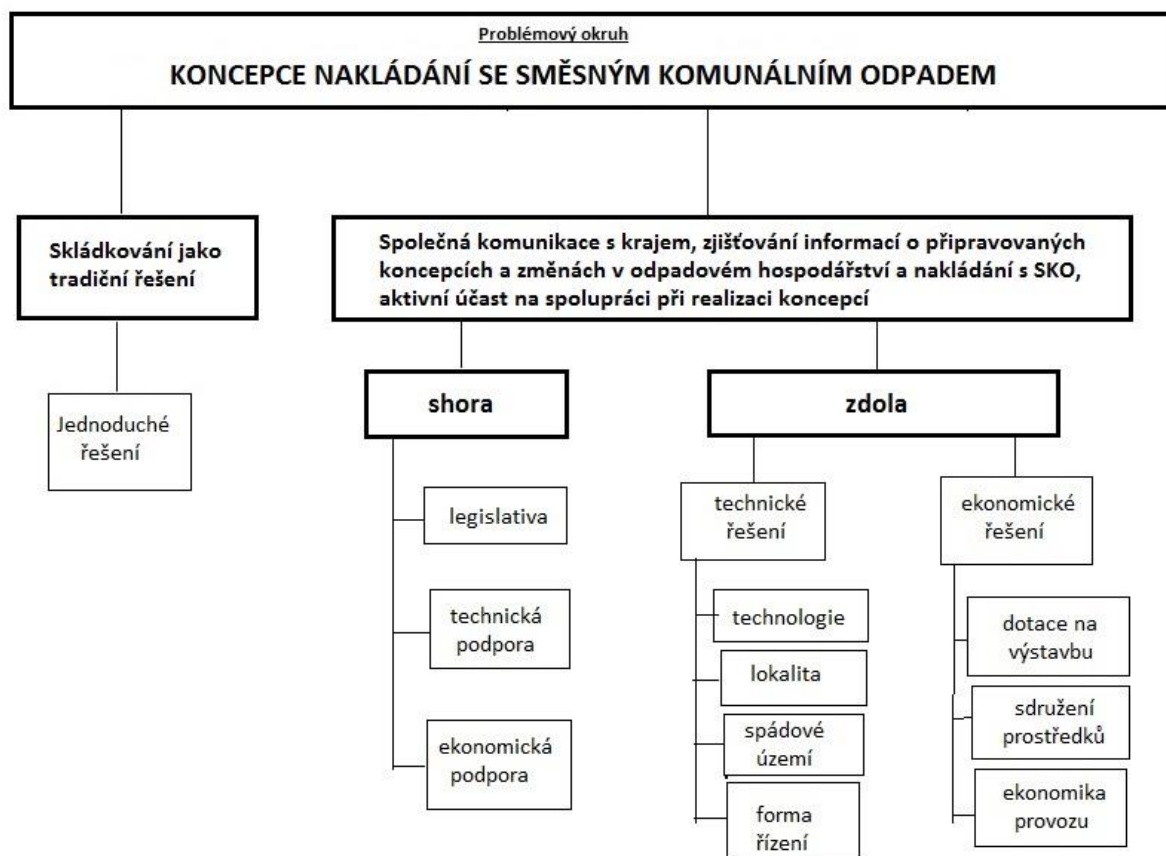 Problémový okruh
KONCEPCE NAKLÁDÁNÍ SE SMĚSNÝM KOMUNÁLNÍM ODPADEM
Skládkování jako
tradiční řešení
Jednoduché
řešení
Společná komunikace s krajem, zjišťování informací o připravovaných
koncepcích a změnách v odpadovém hospodářství a nakládání s SKO,
aktivní účast na spolupráci při realizaci koncepcí
shora
legislativa
technická
podpora
ekonomická
podpora
zdola
technické
řešení
technologie
lokalita
spádové
území
forma
řízení
ekonomické
řešení
dotace na
výstavbu
sdružení
prostředků
ekonomika
provozu